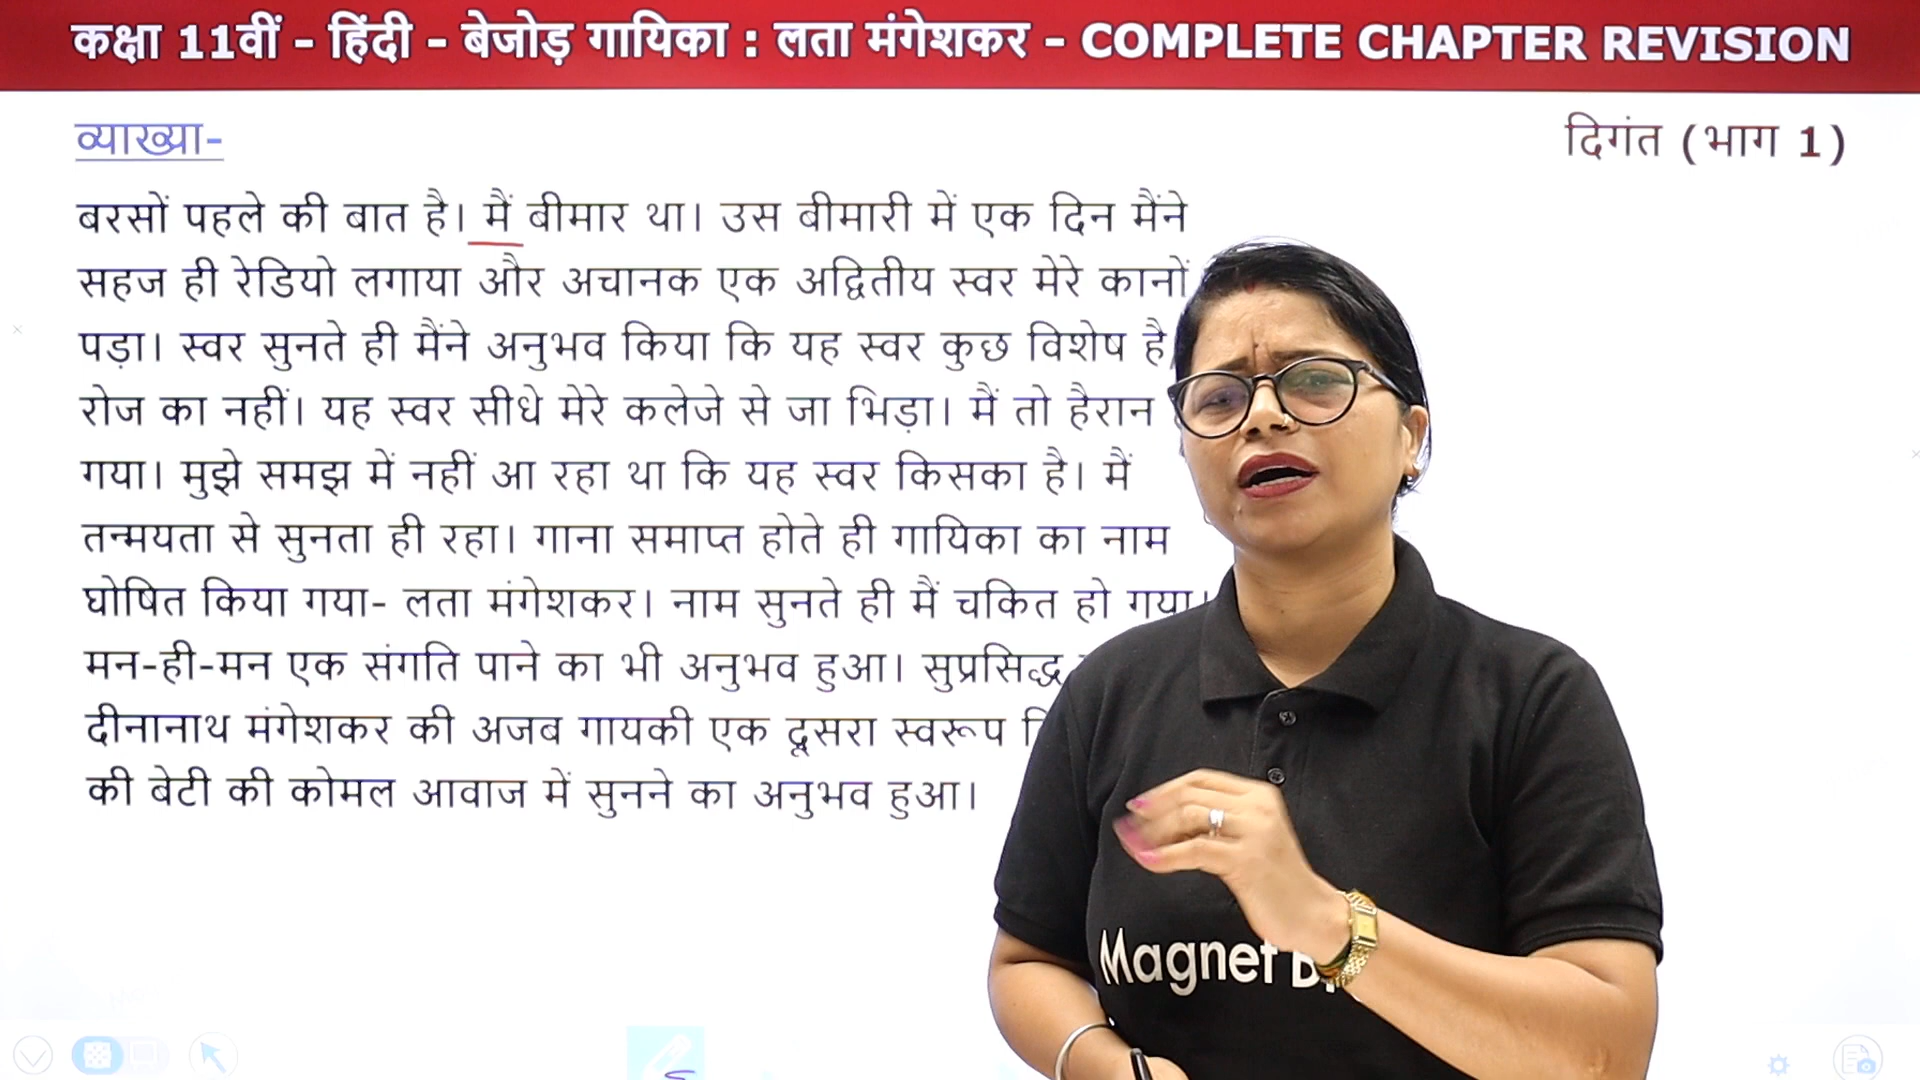 कक्षा 11वीं - हिंदी - बेजोड़ गायिका : लता मंगेशकर - COMPLETE CHAPTER REVISION
व्याख्या-
दिगंत (भाग 1)
बरसों पहले की बात है। मैं बीमार था। उस बीमारी में एक दिन मैंने
सहज ही रेडियो लगाया और अचानक एक अद्वितीय स्वर मेरे कानों
पड़ा। स्वर सुनते ही मैंने अनुभव किया कि यह स्वर कुछ विशेष है
रोज का नहीं। यह स्वर सीधे मेरे कलेजे से जा भिड़ा। मैं तो हैरान
गया। मुझे समझ में नहीं आ रहा था कि यह स्वर किसका है। मैं
तन्मयता से सुनता ही रहा। गाना समाप्त होते ही गायिका का नाम
घोषित किया गया- लता मंगेशकर। नाम सुनते ही मैं चकित हो गया।
मन-ही-मन एक संगति पाने का भी अनुभव हुआ। सुप्रसिद्ध
दीनानाथ मंगेशकर की अजब गायकी एक दूसरा स्वरूप
की बेटी की कोमल आवाज में सुनने का अनुभव हुआ।
Magnet